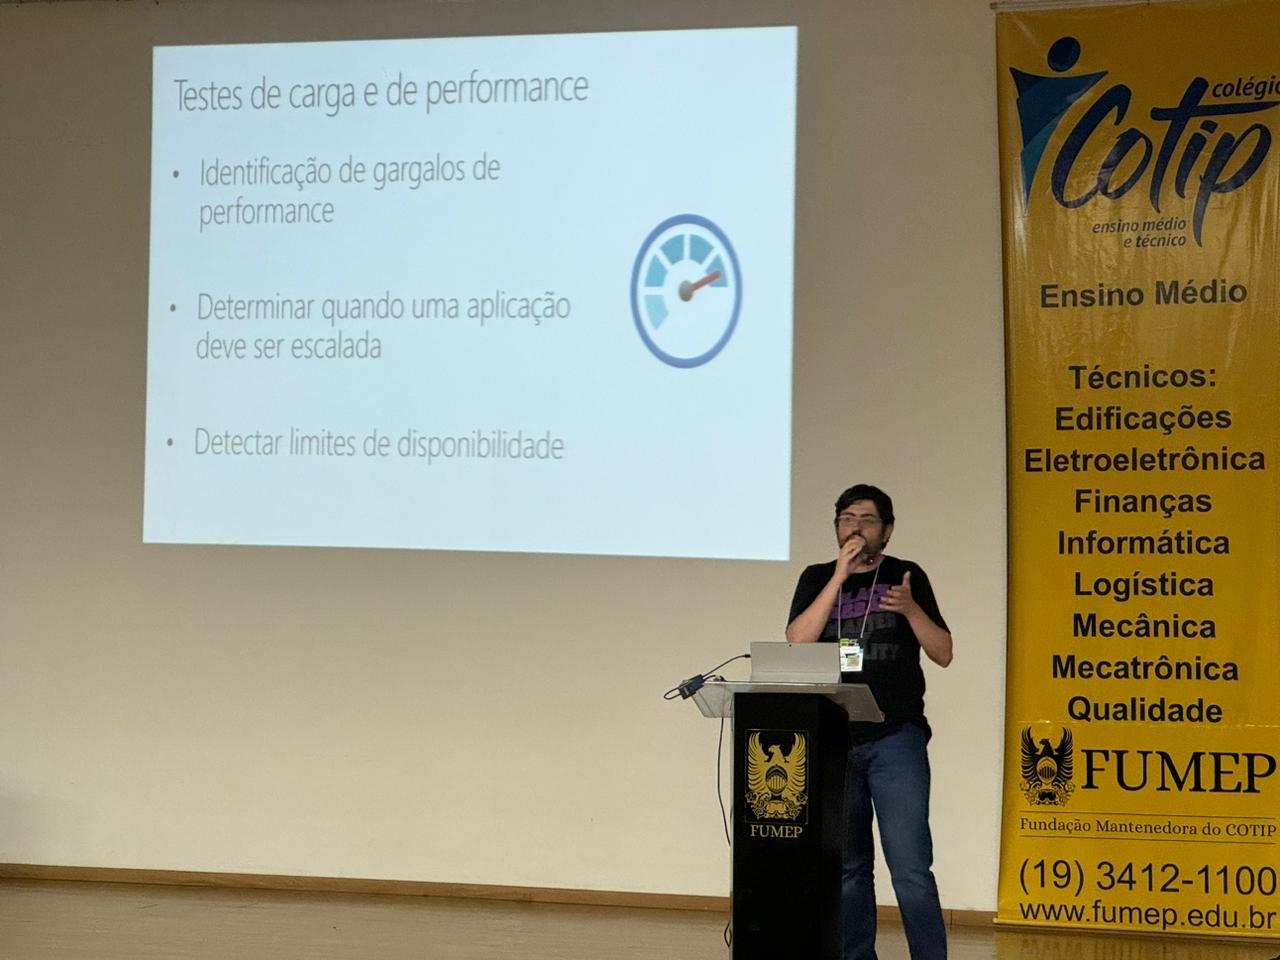 Testes de carga e de performance
• Identificação de gargalos de
performance
• Determinar quando uma aplicação
deve ser escalada
• Detectar limites de disponibilidade
colégio
Cotip
ensino médio
e técnico
Ensino Médio
Técnicos:
Edificações
Eletroeletrônica
Finanças
Informática
Logística
Mecânica
Mecatrônica
Qualidade
FUMEP
Fundação Mantenedora do COTIP
(19) 3412-1100
www.fumep.edu.br
FUMEP